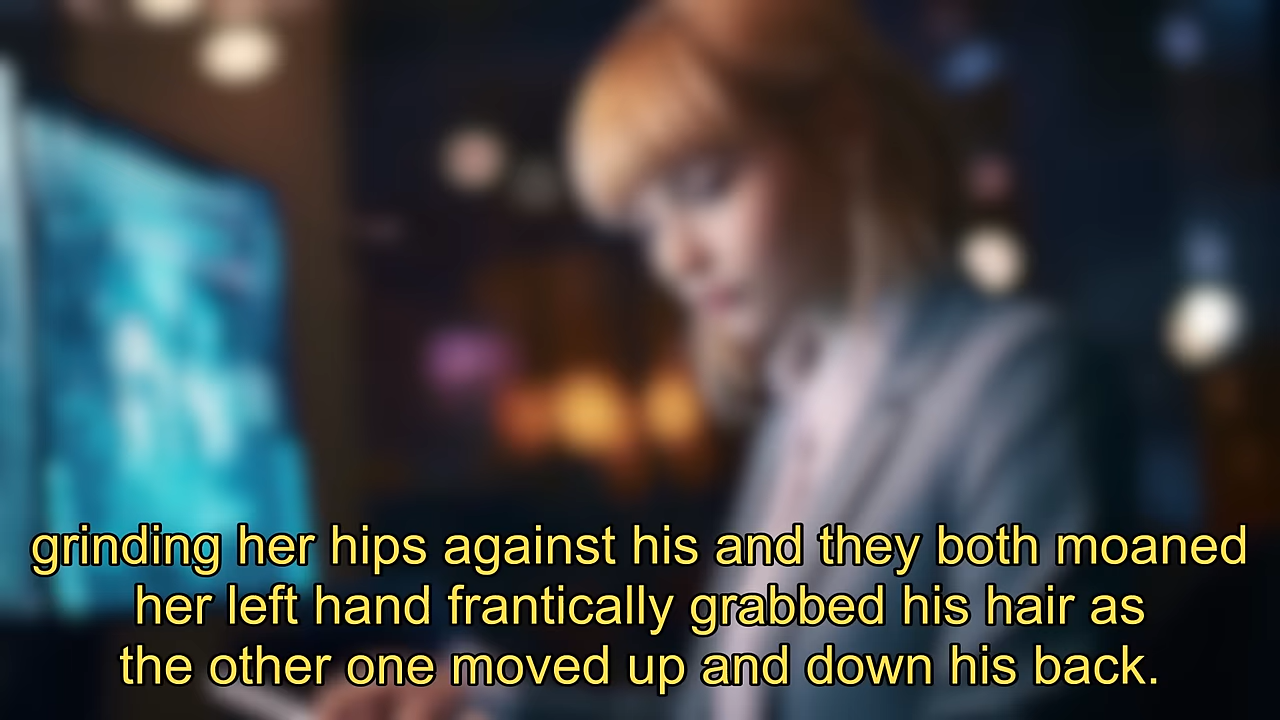 grinding her hips against his and they both moaned
her left hand frantically grabbed his hair as
the other one moved up and down his back.